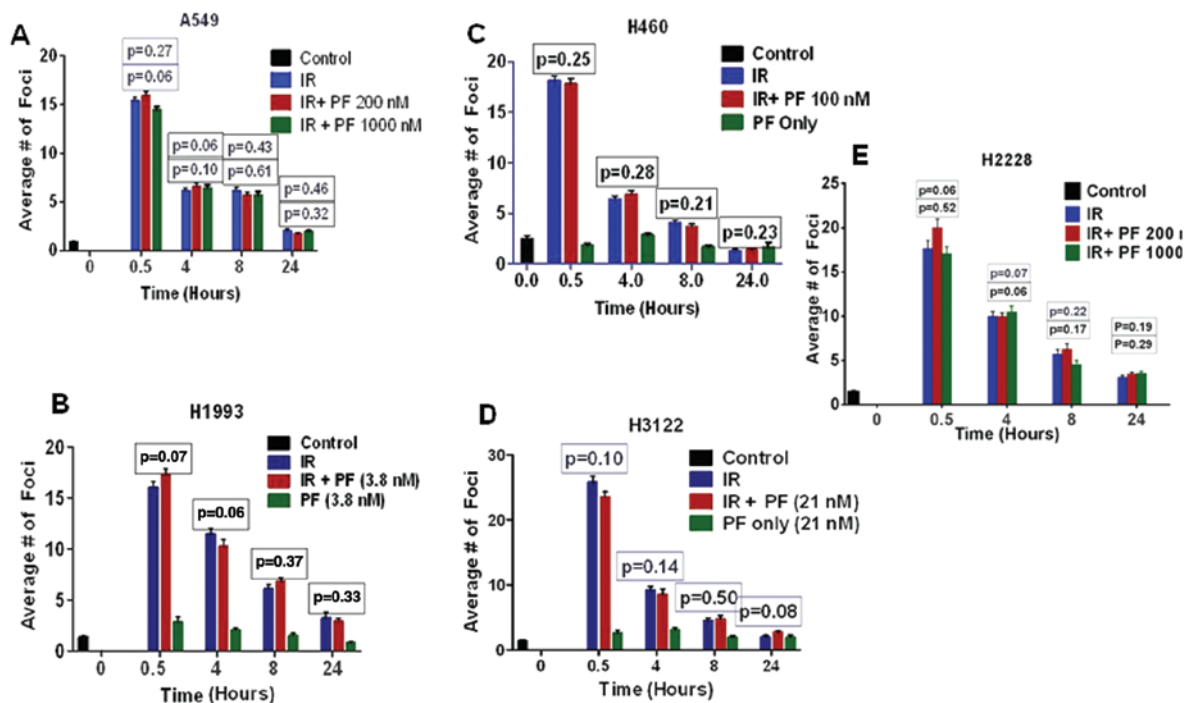 A
A549
Average # of Foci
20
15
10
5
0
p=0.27
p=0.06
p=0.06
p=0.10
p=0.43
p=0.61
p=0.46
p=0.32
Control
IR
IR+ PF 200 nM
IR + PF 1000 nM
0 0.5 4 8 24
Time (Hours)
B
H1993
Average # of Foci
20
15
10
5
0
p=0.07
p=0.06
p=0.37
p=0.33
Control
IR
IR + PF (3.8 nM)
PF (3.8 nM)
0 0.5 4 8 24
Time (Hours)
C
H460
Average # of Foci
20
15
10
5
0
p=0.25
p=0.28
p=0.21
p=0.23
Control
IR
IR+ PF 100 nM
PF Only
0.0 0.5 4.0 8.0 24.0
Time (Hours)
D
H3122
Average # of Foci
30
20
10
0
p=0.10
p=0.14
p=0.50
p=0.08
Control
IR
IR + PF (21 nM)
PF only (21 nM)
0 0.5 4 8 24
Time (Hours)
E
H2228
Average # of Foci
25
20
15
10
5
0
p=0.06
p=0.52
p=0.07
p=0.06
p=0.22
p=0.17
P=0.19
P=0.29
Control
IR
IR+ PF 200
IR+ PF 1000
0 0.5 4 8 24
Time (Hours)